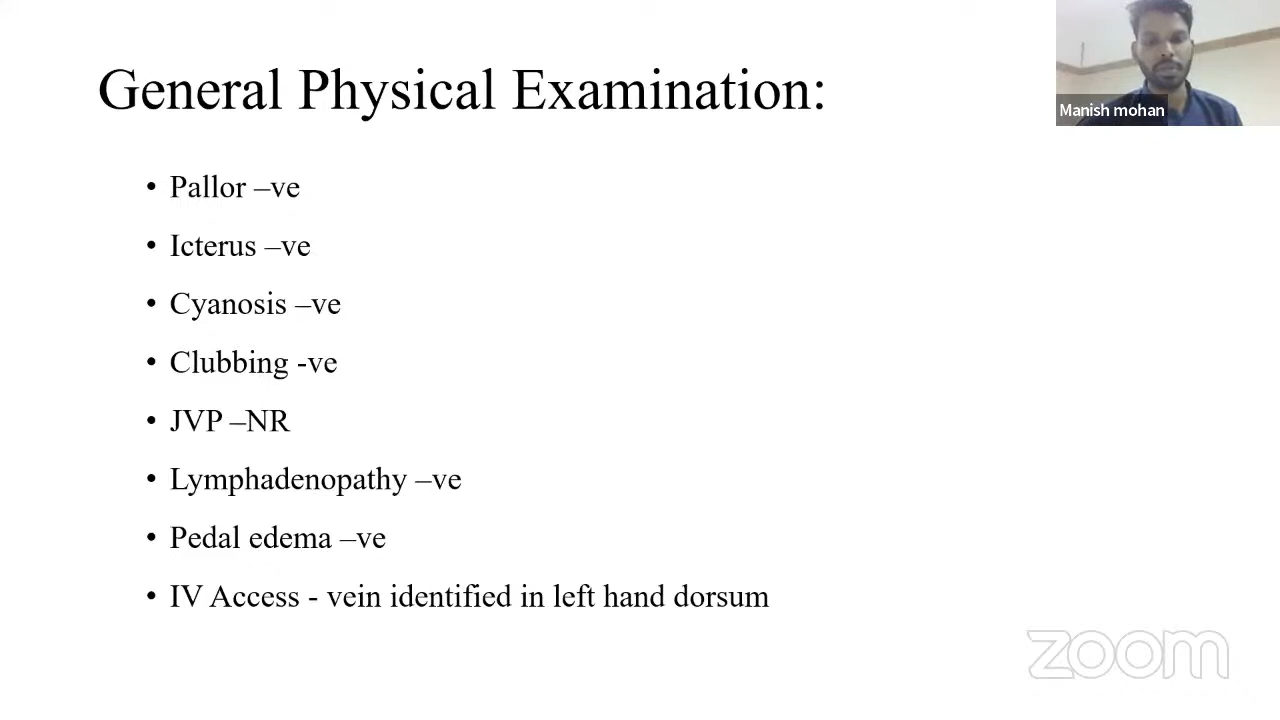 General Physical Examination:
Manish mohan
• Pallor –ve
• Icterus –ve
• Cyanosis –ve
• Clubbing -ve
• JVP –NR
• Lymphadenopathy –ve
• Pedal edema –ve
• IV Access - vein identified in left hand dorsum
zoom